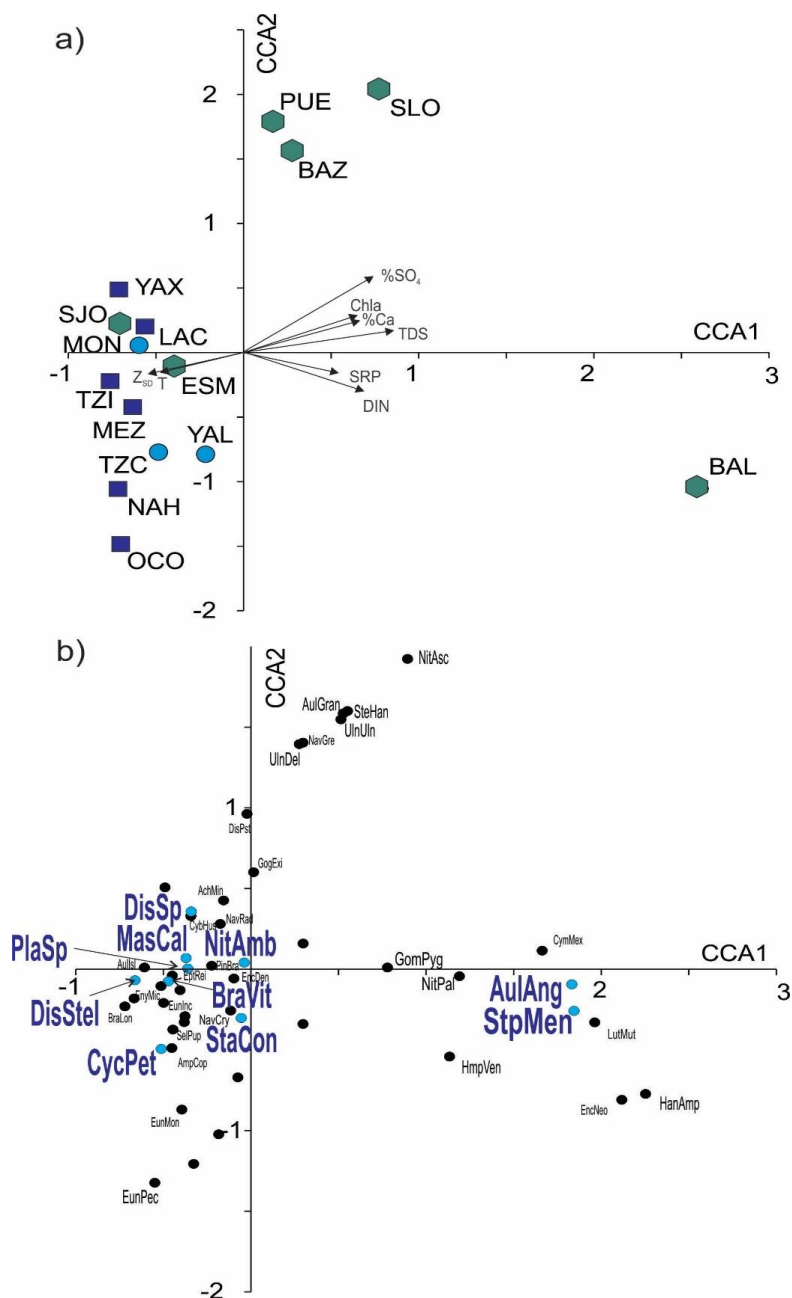 a)
CCA2
2
PUE
SLO
BAZ
1
%SO₄
YAX
Chla
%Ca
SJO
LAC
TDS
CCA1
MON
-1
1
2
3
Z_SD T
ESM
SRP
TZI
DIN
MEZ
YAL
TZC
-1
BAL
NAH
OCO
-2
b)
CCA2
NitAsc
AulGran
SteHan
UlnUln
NavGre
UlnDel
1
DisPst
GogExi
AchMin
DisSp
CybHus
NavRad
MasCal
NitAmb
PlaSp
CymMex
CCA1
AulIsl
PinBra
GomPyg
-1
EptRei
EncDen
NitPal
1
2
3
AulAng
EnyMic
BraVit
DisStel
BraLon
EunInc
StpMen
NavCry
StaCon
LutMut
SelPup
CycPet
AmpCop
HmpVen
EncNeo
HanAmp
EunMon
-1
EunPec
-2